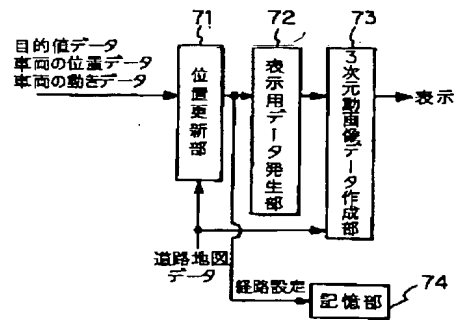 71
72
73
目的値データ
車両の位置データ
車両の動きデータ
位置更新部
表示用データ発生部
3次元動画像データ作成部
表示
道路地図
データ
経路設定
記憶部
74